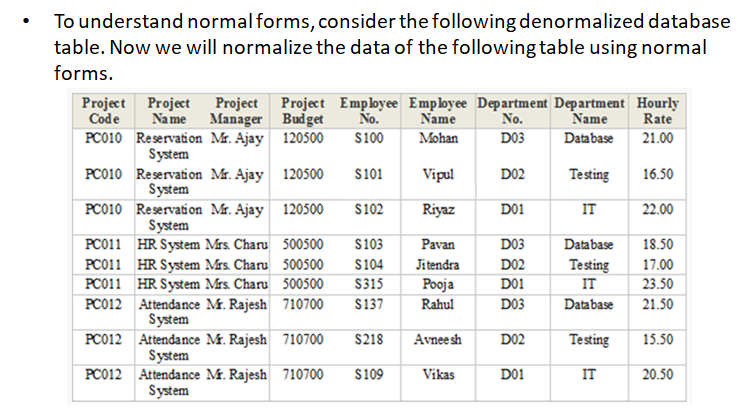 • To understand normal forms, consider the following denormalized database
table. Now we will normalize the data of the following table using normal
forms.
Project Code Project Name Project Manager Project Budget Employee No. Employee Name Department No. Department Name Hourly Rate
PC010 Reservation System Mr. Ajay 120500 S100 Mohan D03 Database 21.00
PC010 Reservation System Mr. Ajay 120500 S101 Vipul D02 Testing 16.50
PC010 Reservation System Mr. Ajay 120500 S102 Riyaz D01 IT 22.00
PC011 HR System Mrs. Charu 500500 S103 Pavan D03 Database 18.50
PC011 HR System Mrs. Charu 500500 S104 Jitendra D02 Testing 17.00
PC011 HR System Mrs. Charu 500500 S315 Pooja D01 IT 23.50
PC012 Attendance System Mr. Rajesh 710700 S137 Rahul D03 Database 21.50
PC012 Attendance System Mr. Rajesh 710700 S218 Avneesh D02 Testing 15.50
PC012 Attendance System Mr. Rajesh 710700 S109 Vikas D01 IT 20.50